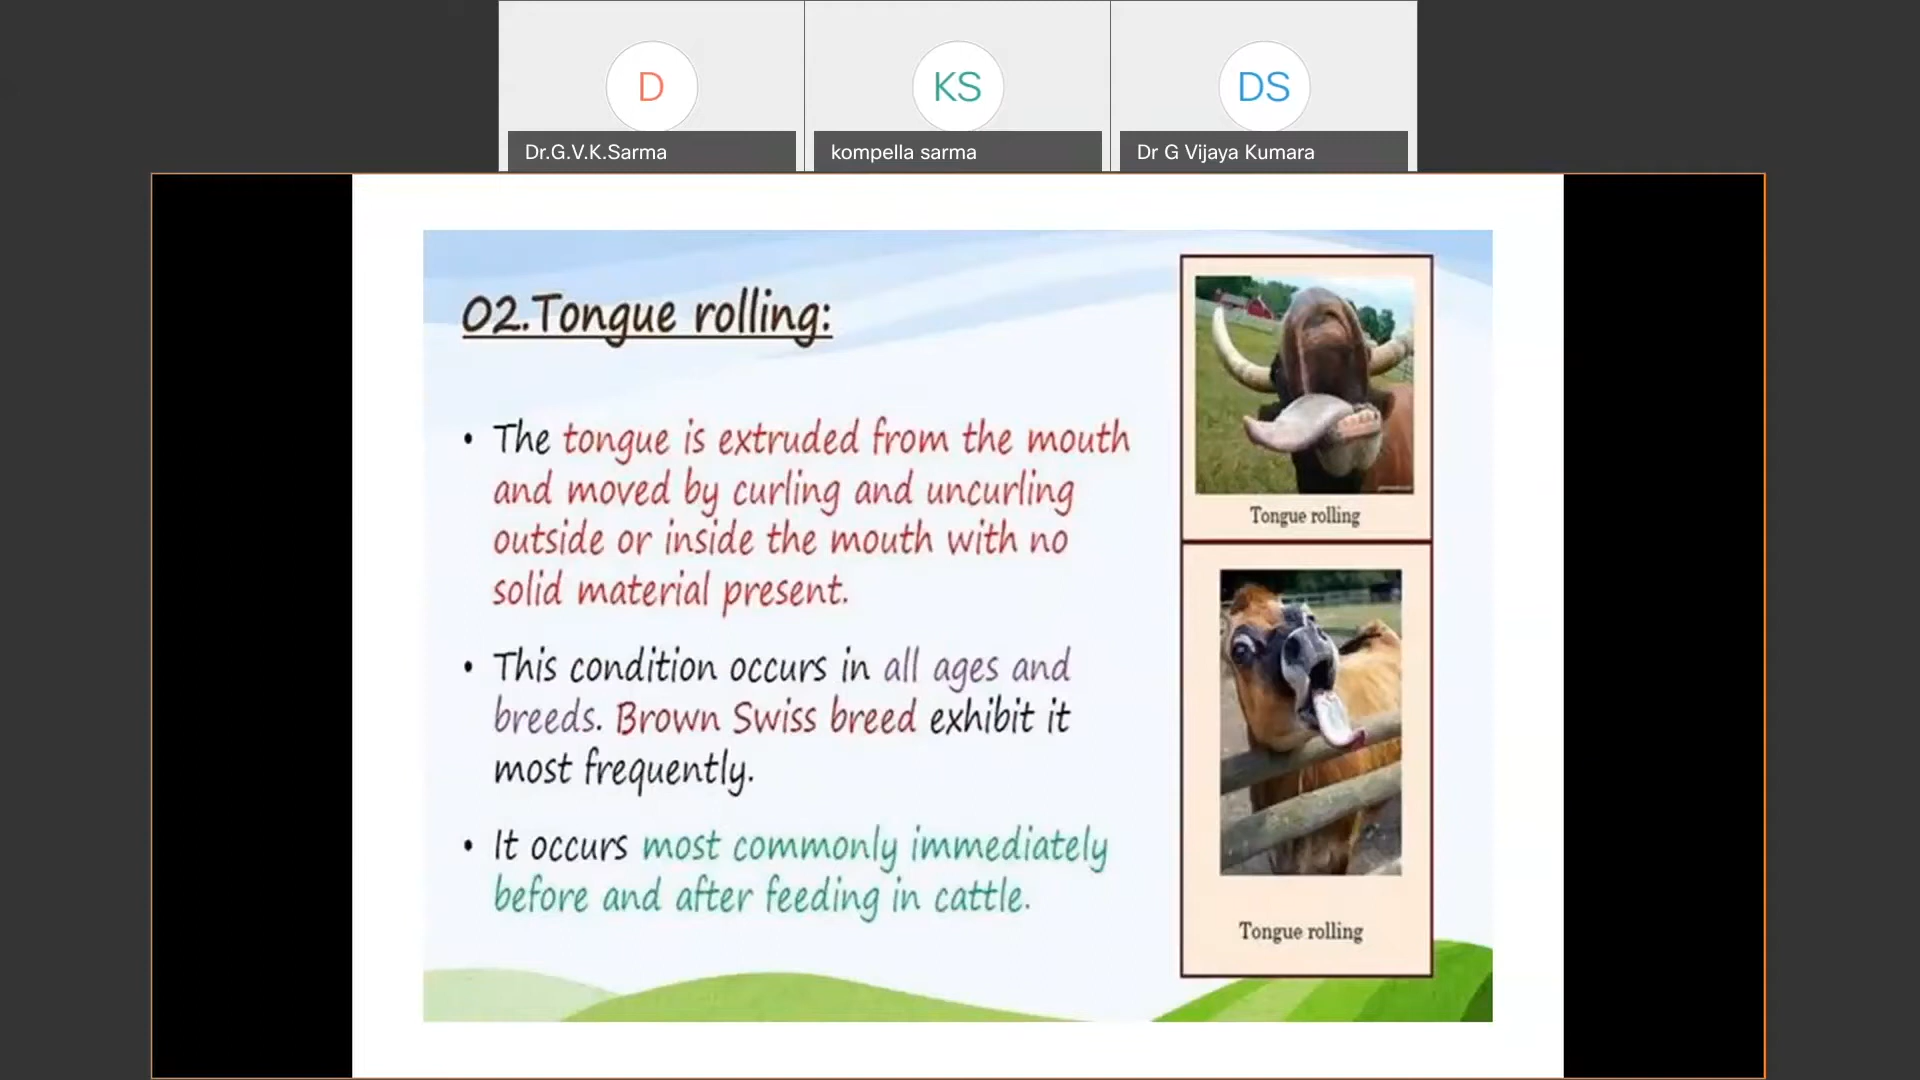 D
KS
DS
Dr.G.V.K.Sarma
kompella sarma
Dr G Vijaya Kumara
02.Tongue rolling:
• The tongue is extruded from the mouth
and moved by curling and uncurling
outside or inside the mouth with no
solid material present.
• This condition occurs in all ages and
breeds. Brown Swiss breed exhibit it
most frequently.
• It occurs most commonly immediately
before and after feeding in cattle.
Tongue rolling
Tongue rolling